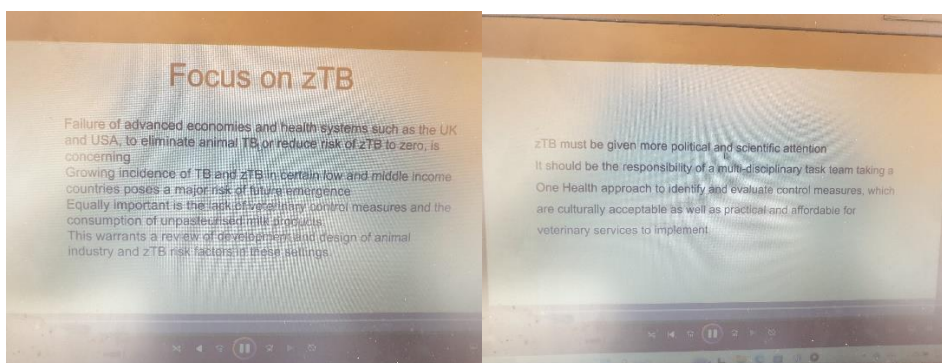 Focus on zTB
Failure of advanced economies and health systems such as the UK
and USA, to eliminate animal TB or reduce risk of zTB to zero, is
concerning
Growing incidence of TB and zTB in certain low and middle income
countries poses a major risk of future emergence
Equally important is the lack of veterinary control measures and the
consumption of unpasteurised milk products.
This warrants a review of development and design of animal
industry and zTB risk factors in these settings.
zTB must be given more political and scientific attention
It should be the responsibility of a multi-disciplinary task team taking a
One Health approach to identify and evaluate control measures, which
are culturally acceptable as well as practical and affordable for
veterinary services to implement